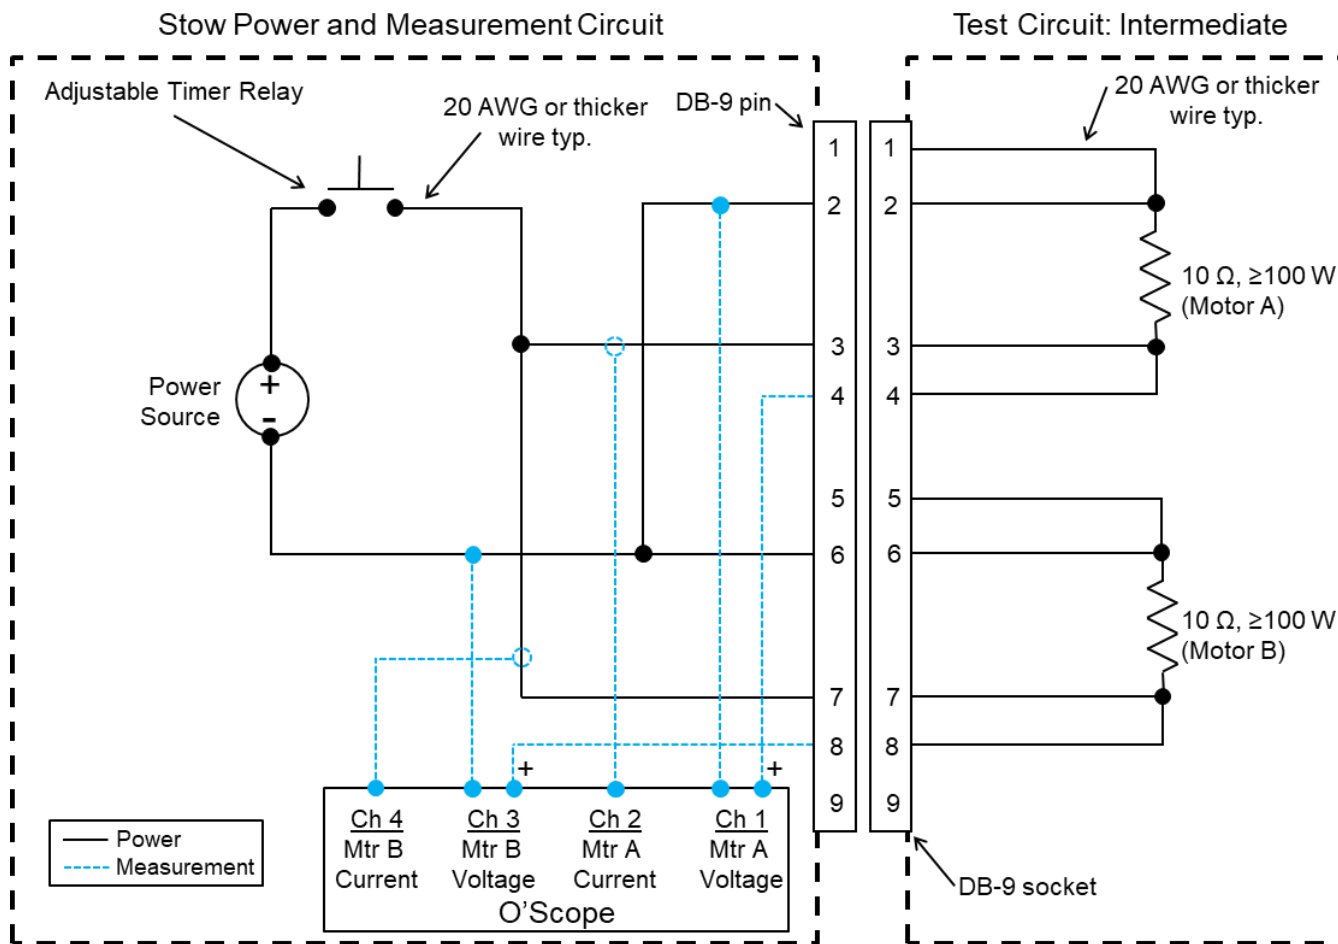 Stow Power and Measurement Circuit
Test Circuit: Intermediate
Adjustable Timer Relay
20 AWG or thicker
wire typ.
DB-9 pin
20 AWG or thicker
wire typ.
1
2
3
4
5
6
7
8
9
1
2
3
4
5
6
7
8
9
10 Ω, ≥100 W
(Motor A)
10 Ω, ≥100 W
(Motor B)
Power
Source
+
-
+
+
Ch 4
Mtr B
Current
Ch 3
Mtr B
Voltage
Ch 2
Mtr A
Current
Ch 1
Mtr A
Voltage
O'Scope
Power
Measurement
DB-9 socket